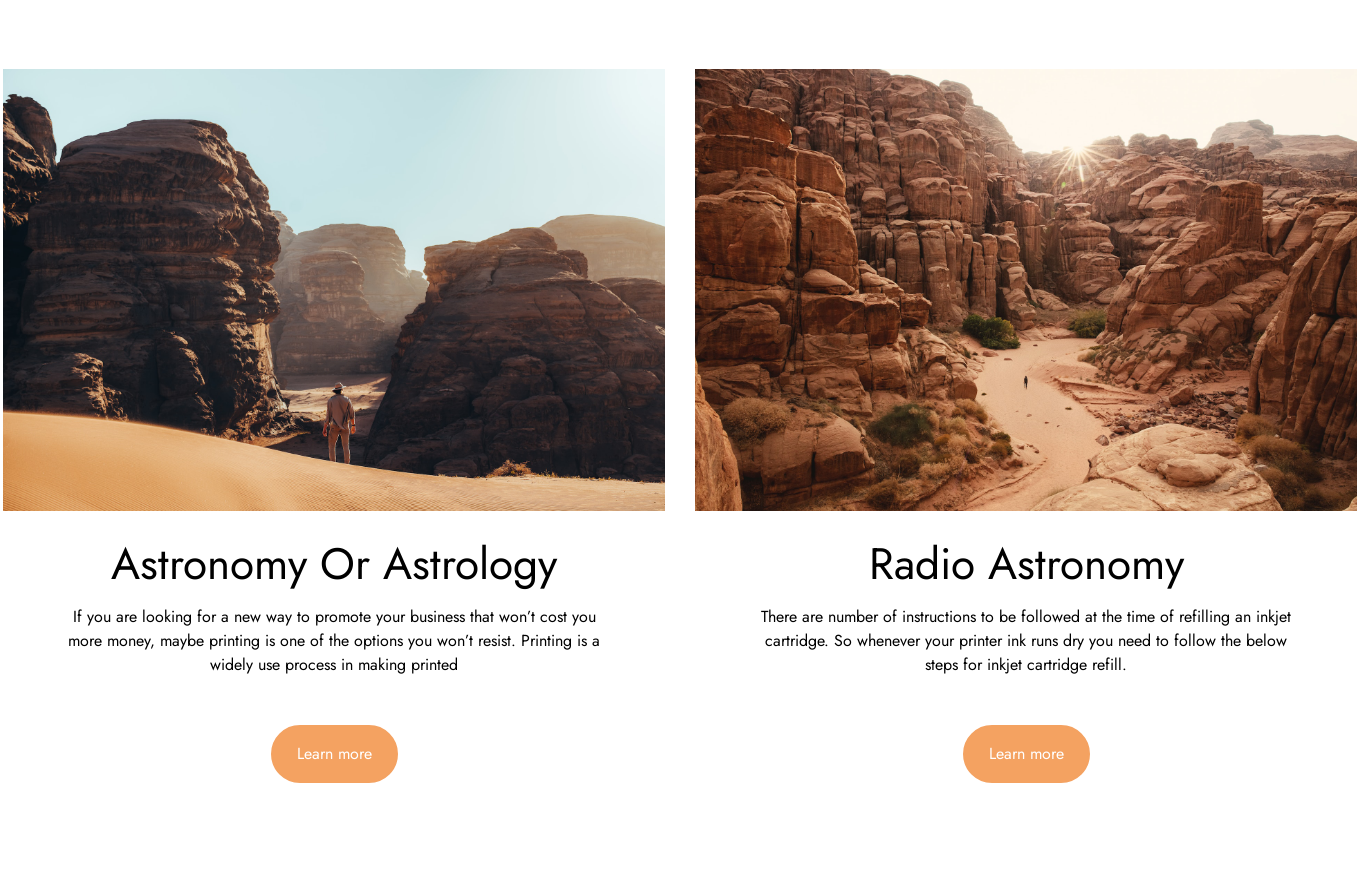 Astronomy Or Astrology
If you are looking for a new way to promote your business that won’t cost you
more money, maybe printing is one of the options you won’t resist. Printing is a
widely use process in making printed
Learn more
Radio Astronomy
There are number of instructions to be followed at the time of refilling an inkjet
cartridge. So whenever your printer ink runs dry you need to follow the below
steps for inkjet cartridge refill.
Learn more